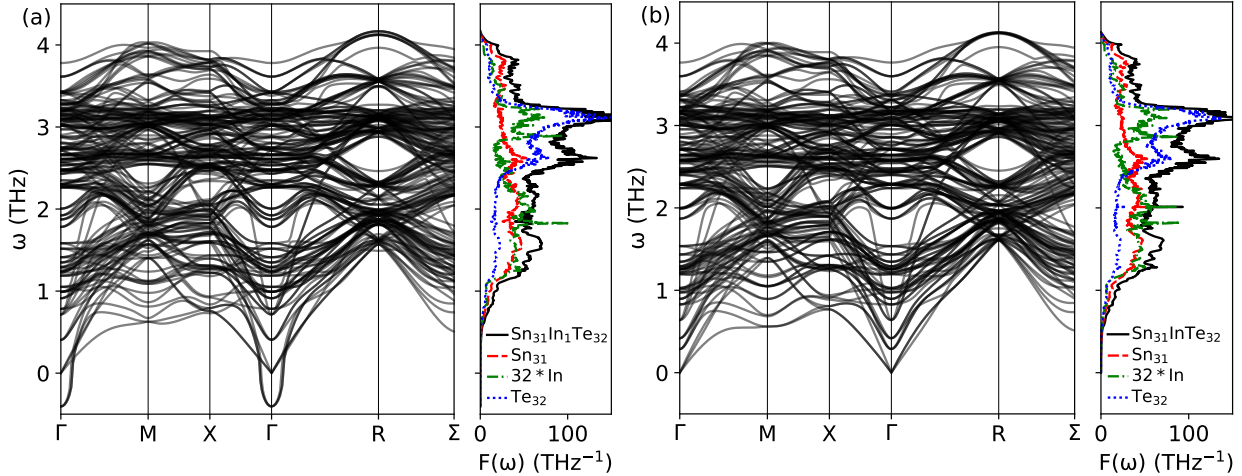 (a)
ω (THz)
4
3
2
1
0
Γ M X Γ R Σ
Sn₃₁In₁Te₃₂
Sn₃₁
32*In
Te₃₂
0 100
F(ω) (THz⁻¹)
(b)
ω (THz)
4
3
2
1
0
Γ M X Γ R Σ
Sn₃₁InTe₃₂
Sn₃₁
32*In
Te₃₂
0 100
F(ω) (THz⁻¹)